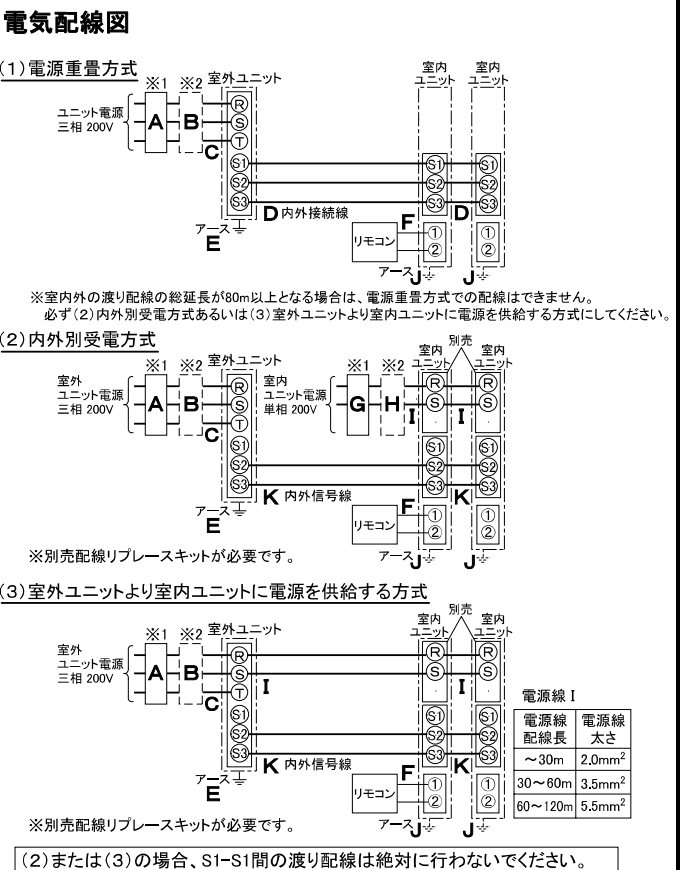 電気配線図
(1)電源重畳方式
※1 ※2 室外ユニット
室内ユニット 室内ユニット
ユニット電源
三相 200V
A B C
Ⓡ
Ⓢ
Ⓣ
S1 S1 S1
S2 S2 S2
S3 S3 S3
D 内外接続線 F D
リモコン ① ①
② ②
アース E
アース J J
※室内外の渡り配線の総延長が80m以上となる場合は、電源重畳方式での配線はできません。
必ず(2)内外別受電方式あるいは(3)室外ユニットより室内ユニットに電源を供給する方式にしてください。
(2)内外別受電方式
別売
※1 ※2 室外ユニット ※1 ※2 室内ユニット 室内ユニット
室外
ユニット電源
三相 200V
A B C
室内
ユニット電源
単相 200V
G H I I
Ⓡ Ⓡ Ⓡ
Ⓢ Ⓢ Ⓢ
Ⓣ
S1 S1 S1
S2 S2 S2
S3 S3 S3
K 内外信号線 F K
リモコン ① ①
② ②
アース E
アース J J
※別売配線リプレースキットが必要です。
(3)室外ユニットより室内ユニットに電源を供給する方式
別売
※1 ※2 室外ユニット 室内ユニット 室内ユニット
室外
ユニット電源
三相 200V
A B C
Ⓡ Ⓡ Ⓡ
Ⓢ Ⓢ Ⓢ
Ⓣ I I
S1 S1 S1
S2 S2 S2
S3 S3 S3
K 内外信号線 F K
リモコン ① ①
② ②
アース E
アース J J
電源線 I
電源線配線長 電源線太さ
～30m 2.0mm²
30～60m 3.5mm²
60～120m 5.5mm²
※別売配線リプレースキットが必要です。
(2)または(3)の場合、S1-S1間の渡り配線は絶対に行わないでください。